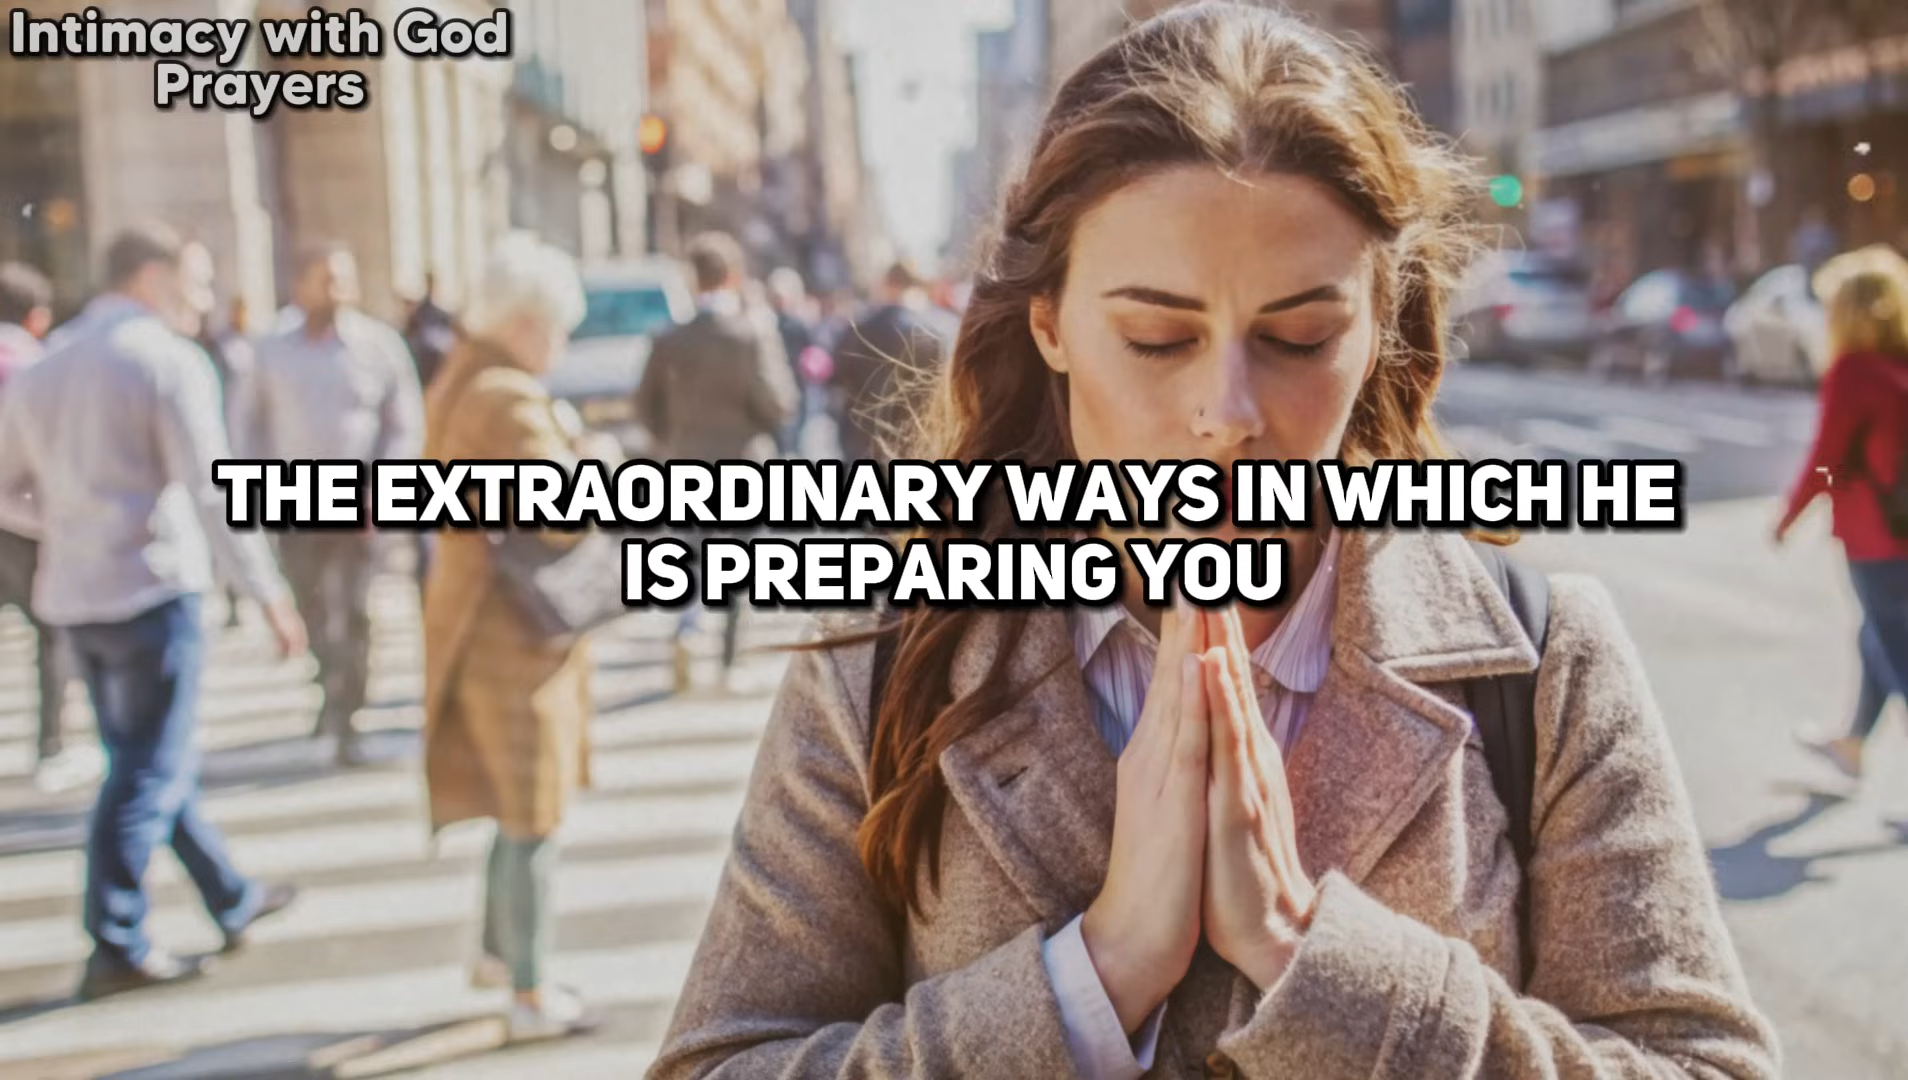 Intimacy with God
Prayers
THE EXTRAORDINARY WAYS IN WHICH HE
IS PREPARING YOU